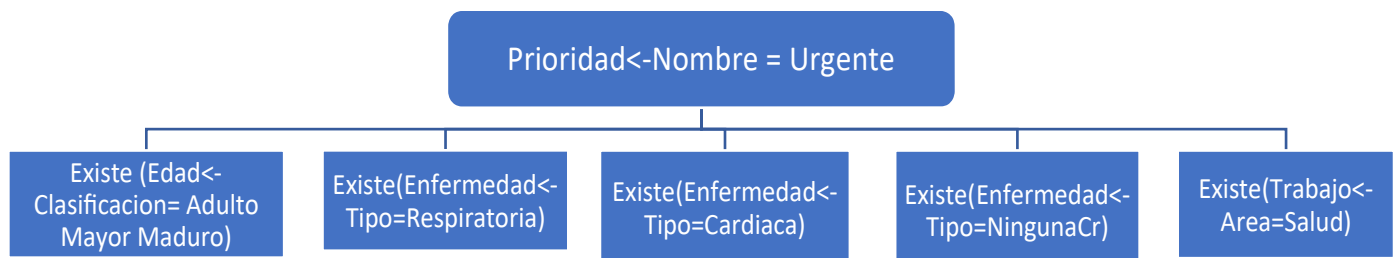 Prioridad<-Nombre = Urgente
Existe (Edad<-
Clasificacion= Adulto
Mayor Maduro)
Existe(Enfermedad<-
Tipo=Respiratoria)
Existe(Enfermedad<-
Tipo=Cardiaca)
Existe(Enfermedad<-
Tipo=NingunaCr)
Existe(Trabajo<-
Area=Salud)